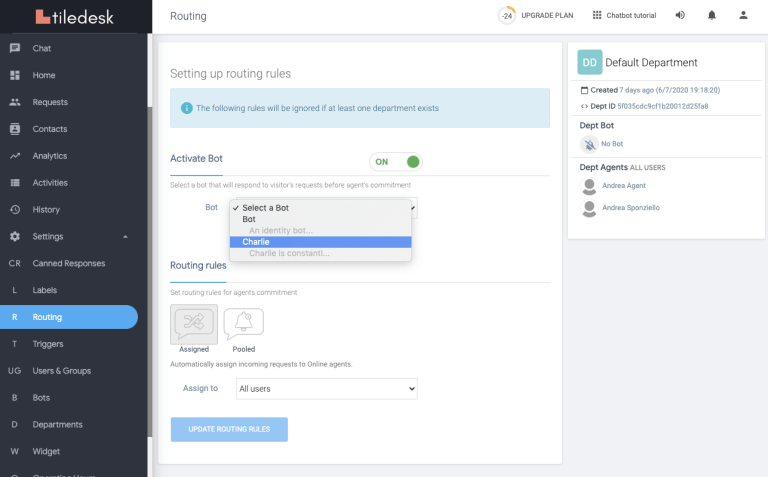 tiledesk
Routing
-24 UPGRADE PLAN
Chatbot tutorial
Chat
Home
Requests
Contacts
Analytics
Activities
History
Settings
CR Canned Responses
L Labels
R Routing
T Triggers
UG Users & Groups
B Bots
D Departments
W Widget
Setting up routing rules
The following rules will be ignored if at least one department exists
Activate Bot
ON
Select a bot that will respond to visitor's requests before agent's commitment
Bot
✓ Select a Bot
Bot
An identity bot...
Charlie
Charlie is constanti...
Routing rules
Set routing rules for agents commitment
Assigned
Pooled
Automatically assign incoming requests to Online agents.
Assign to
All users
UPDATE ROUTING RULES
DD Default Department
Created 7 days ago (6/7/2020 19:18:20)
<> Dept ID 5f035cdc9cf1b20012d25fa8
Dept Bot
No Bot
Dept Agents ALL USERS
Andrea Agent
Andrea Sponziello